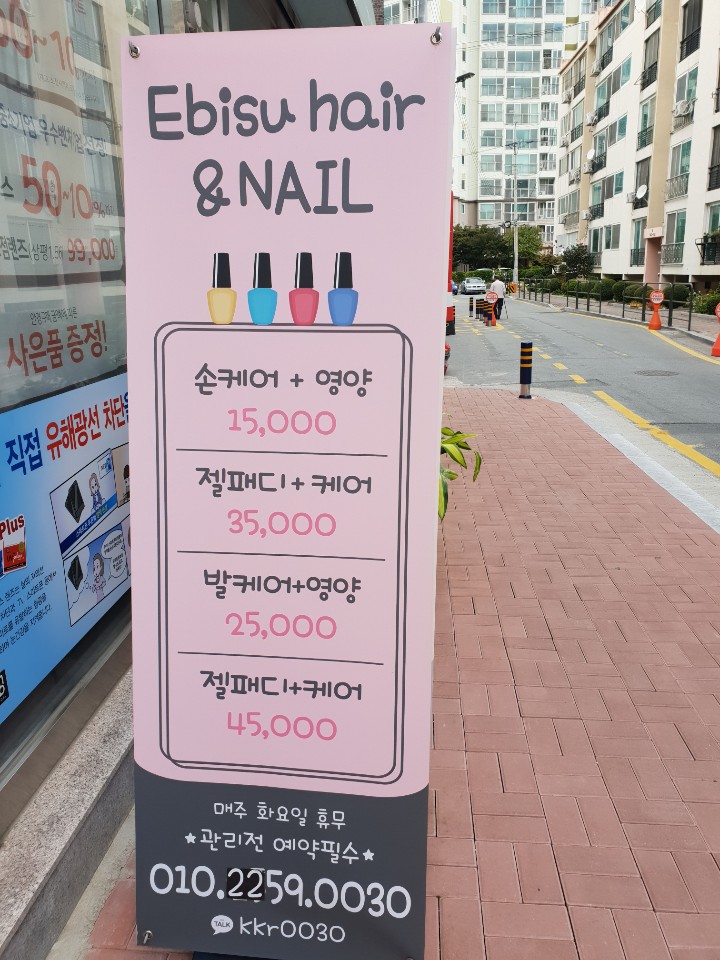 Ebisu hair
& NAIL
손케어 + 영양
15,000
젤패디 + 케어
35,000
발케어+영양
25,000
젤패디+케어
45,000
매주 화요일 휴무
★관리전 예약필수★
010.2259.0030
TALK kkr0030
50~10%
99,000
사은품 증정!
직접 유해광선 차단
Plus